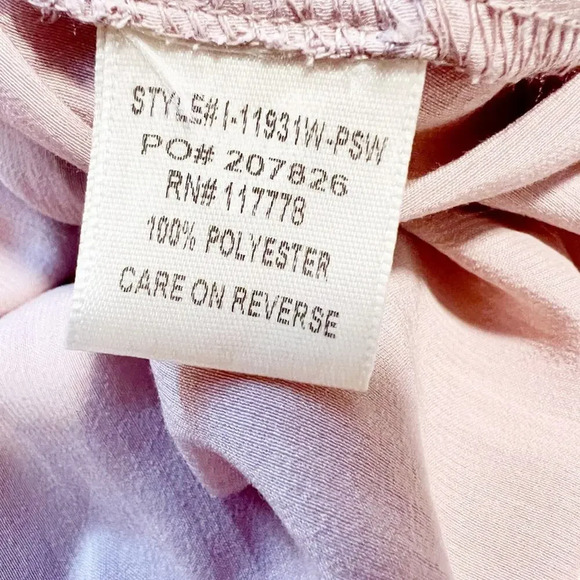 STYLE# I-11931W-PSW
PO# 207826
RN# 117778
100% POLYESTER
CARE ON REVERSE